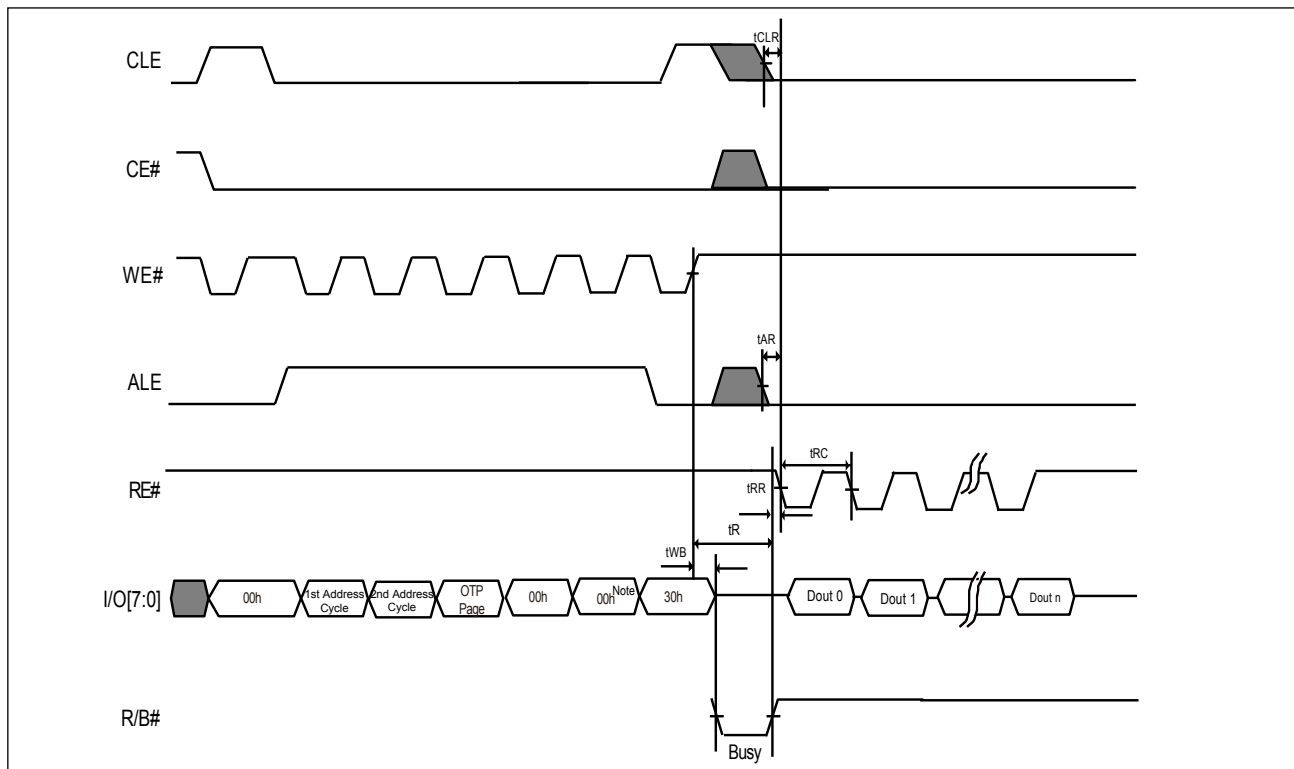 tCLR
CLE
CE#
WE#
tAR
ALE
tRC
RE#
tRR
tR
tWB
I/O[7:0]
00h
1st Address
Cycle
2nd Address
Cycle
OTP
Page
00h
00h Note
30h
Dout 0
Dout 1
Dout n
R/B#
Busy